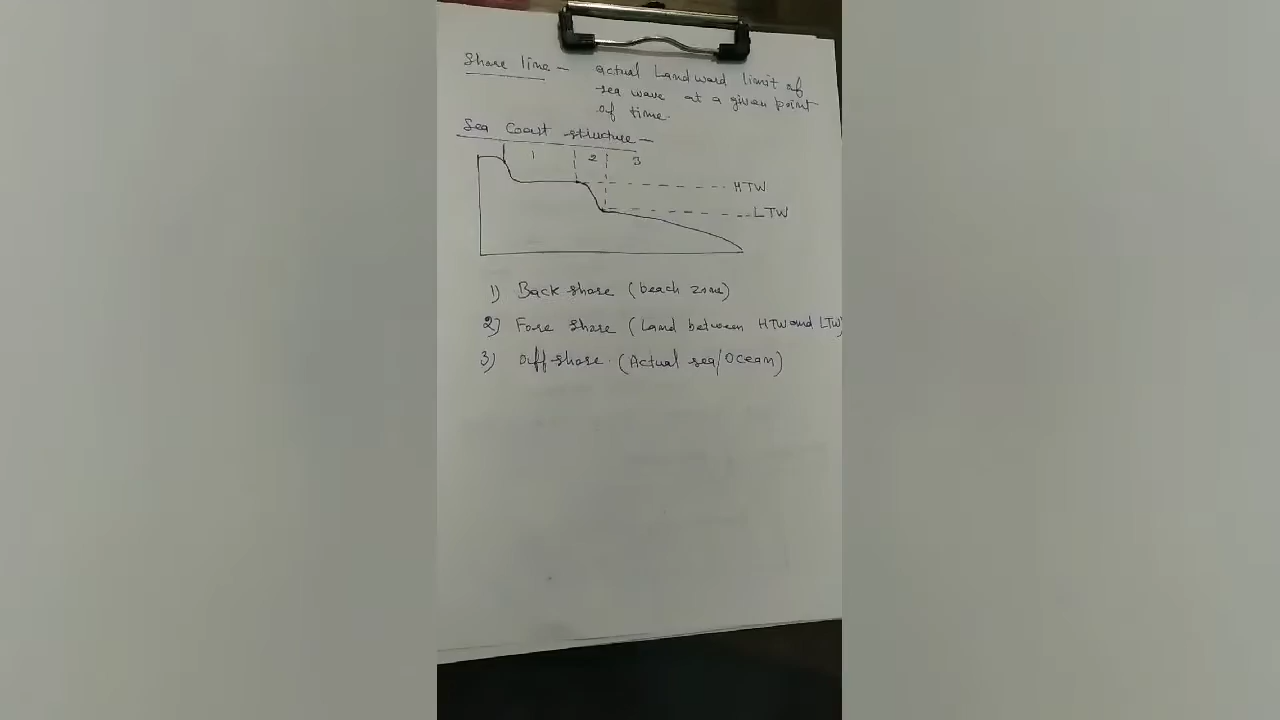 Shore line - actual Landward limit of
sea wave at a given point
of time.
Sea Coast structure -
1 2 3
HTW
LTW
1) Back shore (beach zone)
2) Fore shore (Land between HTW and LTW)
3) Off shore. (Actual sea/Ocean)